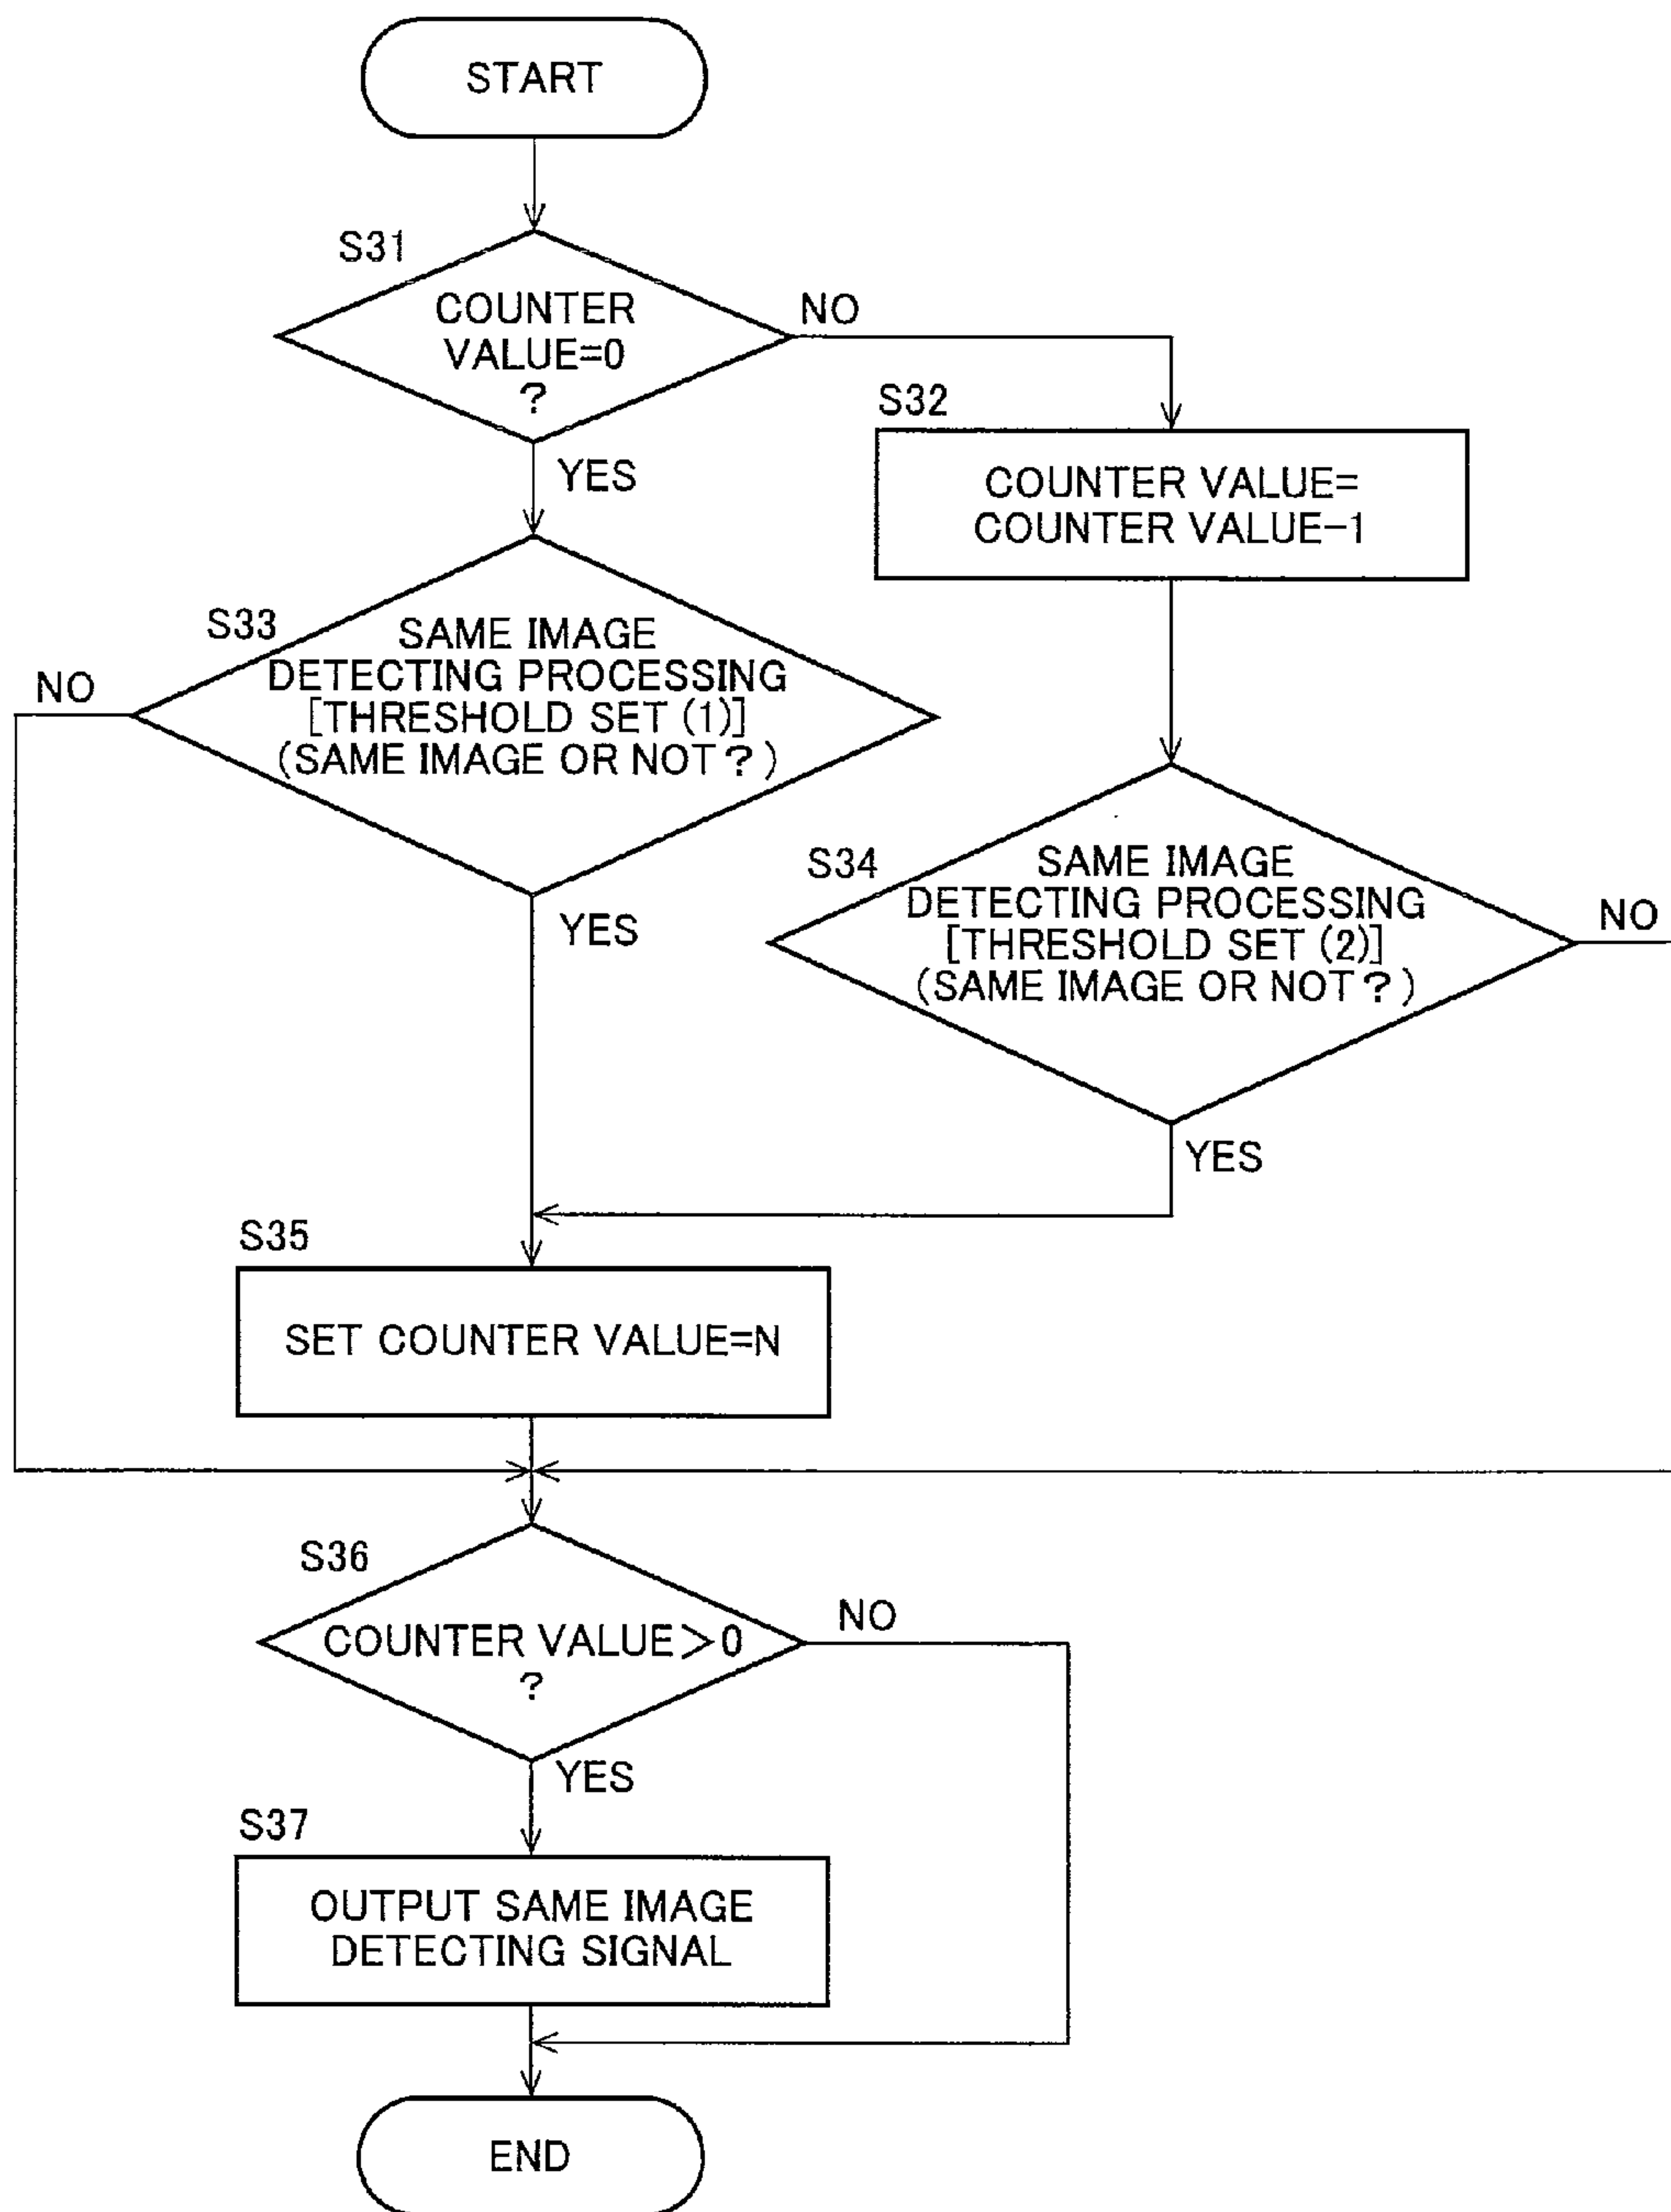 START
S31
COUNTER
VALUE=0
?
NO
YES
S32
COUNTER VALUE=
COUNTER VALUE-1
S33
SAME IMAGE
DETECTING PROCESSING
[THRESHOLD SET (1)]
(SAME IMAGE OR NOT?)
NO
YES
S34
SAME IMAGE
DETECTING PROCESSING
[THRESHOLD SET (2)]
(SAME IMAGE OR NOT?)
NO
YES
S35
SET COUNTER VALUE=N
S36
COUNTER VALUE>0
?
NO
YES
S37
OUTPUT SAME IMAGE
DETECTING SIGNAL
END